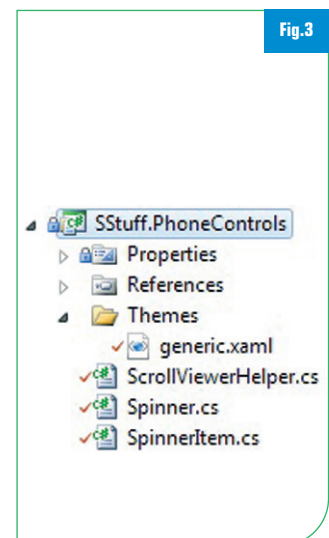 Fig.3
SStuff.PhoneControls
Properties
References
Themes
generic.xaml
ScrollViewerHelper.cs
Spinner.cs
SpinnerItem.cs